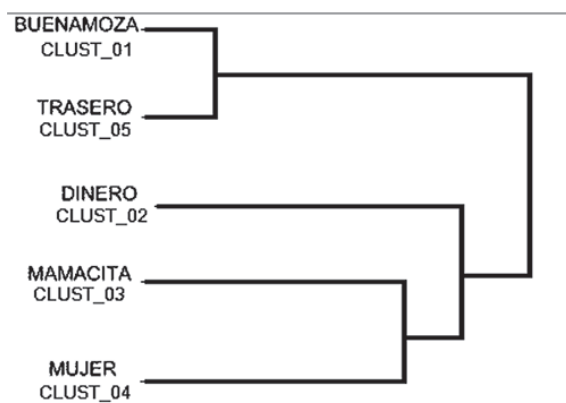 BUENAMOZA
CLUST_01
TRASERO
CLUST_05
DINERO
CLUST_02
MAMACITA
CLUST_03
MUJER
CLUST_04